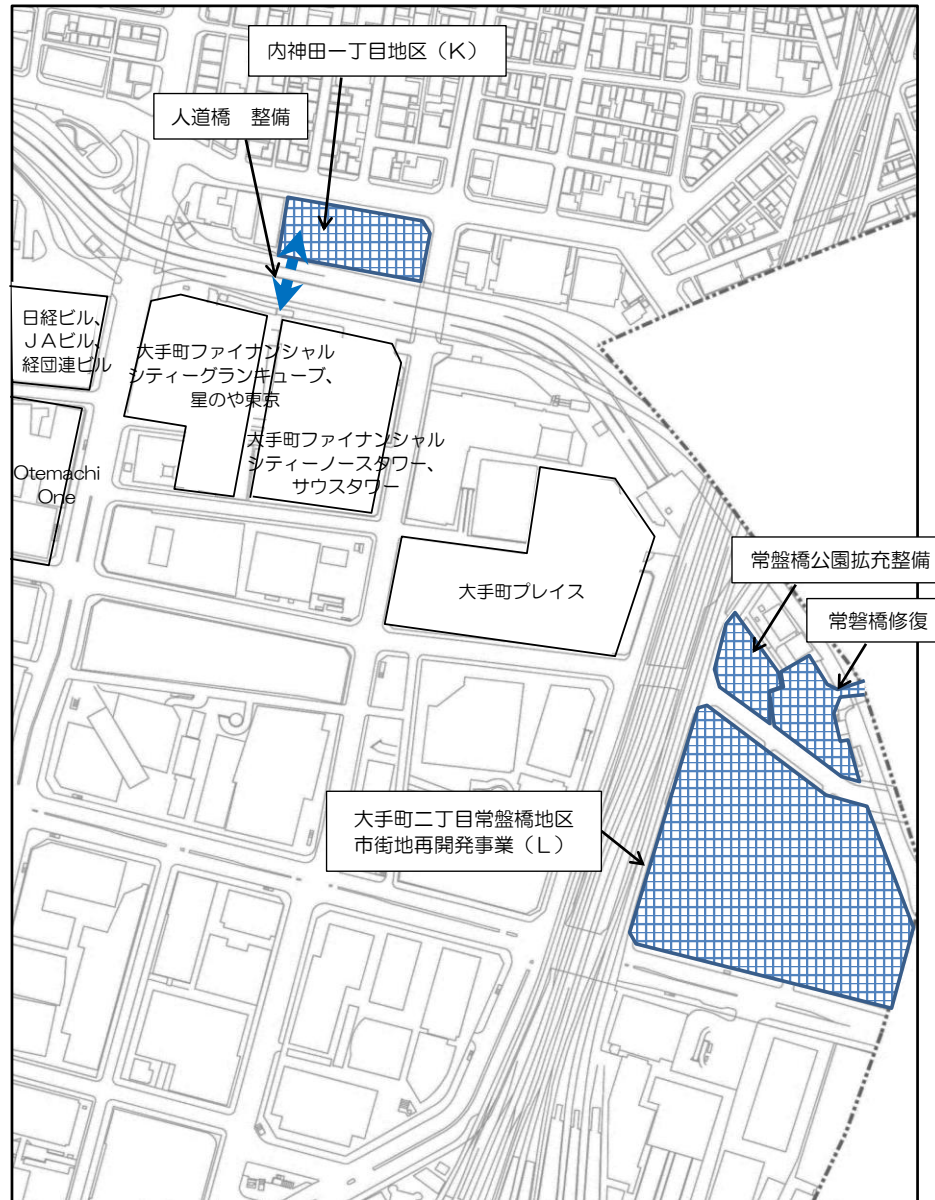 内神田一丁目地区（K）
人道橋　整備
日経ビル、
ＪＡビル、
経団連ビル
大手町ファイナンシャル
シティーグランキューブ、
星のや東京
大手町ファイナンシャル
シティーノースタワー、
サウスタワー
Otemachi
One
大手町プレイス
常盤橋公園拡充整備
常磐橋修復
大手町二丁目常盤橋地区
市街地再開発事業（Ｌ）